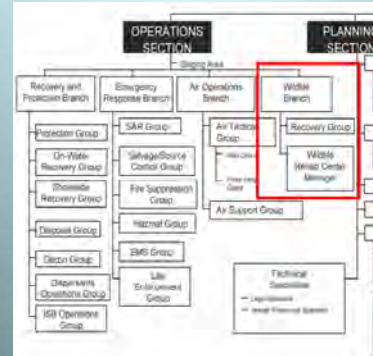 OPERATIONS
SECTION
PLANNING
SECTION
Staging Area
Recovery and
Protection Branch
Emergency
Response Branch
Air Operations
Branch
Wildlife
Branch
Protection Group
On-Water
Recovery Group
Shoreside
Recovery Group
Disposal Group
Decon Group
Dispersants
Operations Group
ISB Operations
Group
SAR Group
Salvage/Source
Control Group
Fire Suppression
Group
Hazmat Group
EMS Group
Law
Enforcement
Group
Air Tactical
Group
Air Support Group
Recovery Group
Wildlife
Rehab Center
Manager
Technical
Specialists